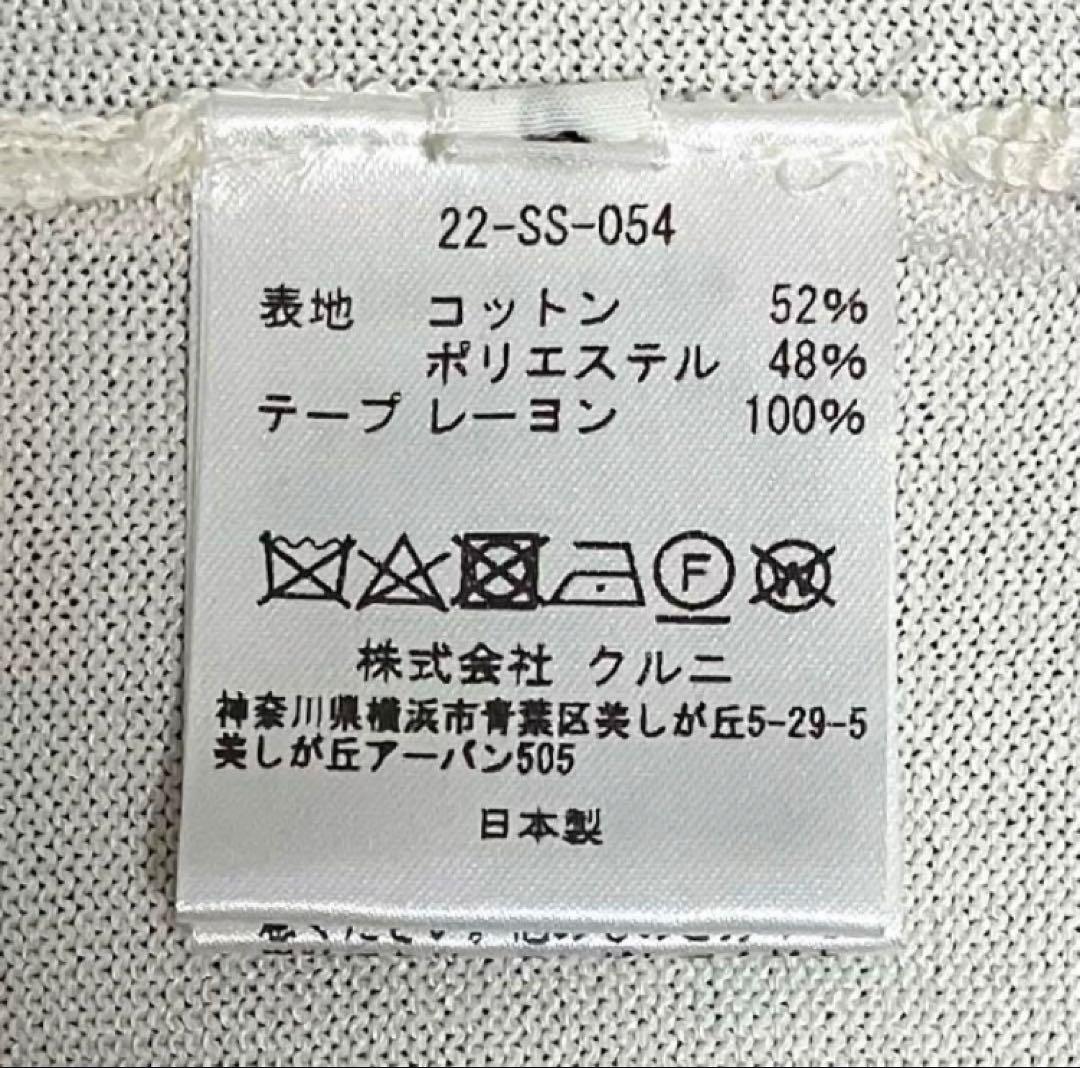 22-SS-054
表地 コットン 52%
ポリエステル 48%
テープ レーヨン 100%
F W
株式会社 クルニ
神奈川県横浜市青葉区美しが丘5-29-5
美しが丘アーバン505
日本製